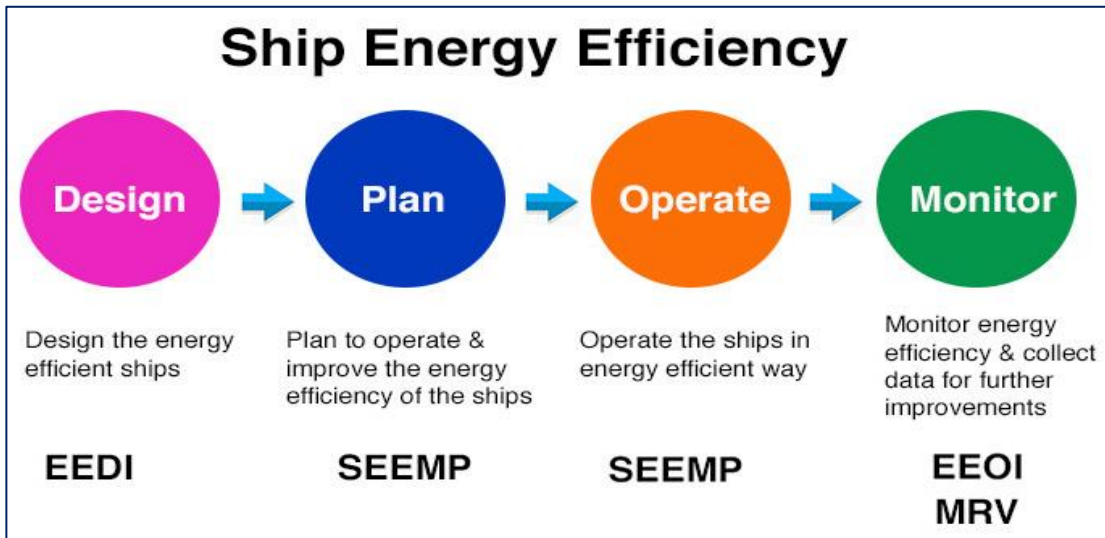 Ship Energy Efficiency
Design
Plan
Operate
Monitor
Design the energy
efficient ships
Plan to operate &
improve the energy
efficiency of the ships
Operate the ships in
energy efficient way
Monitor energy
efficiency & collect
data for further
improvements
EEDI
SEEMP
SEEMP
EEOI
MRV